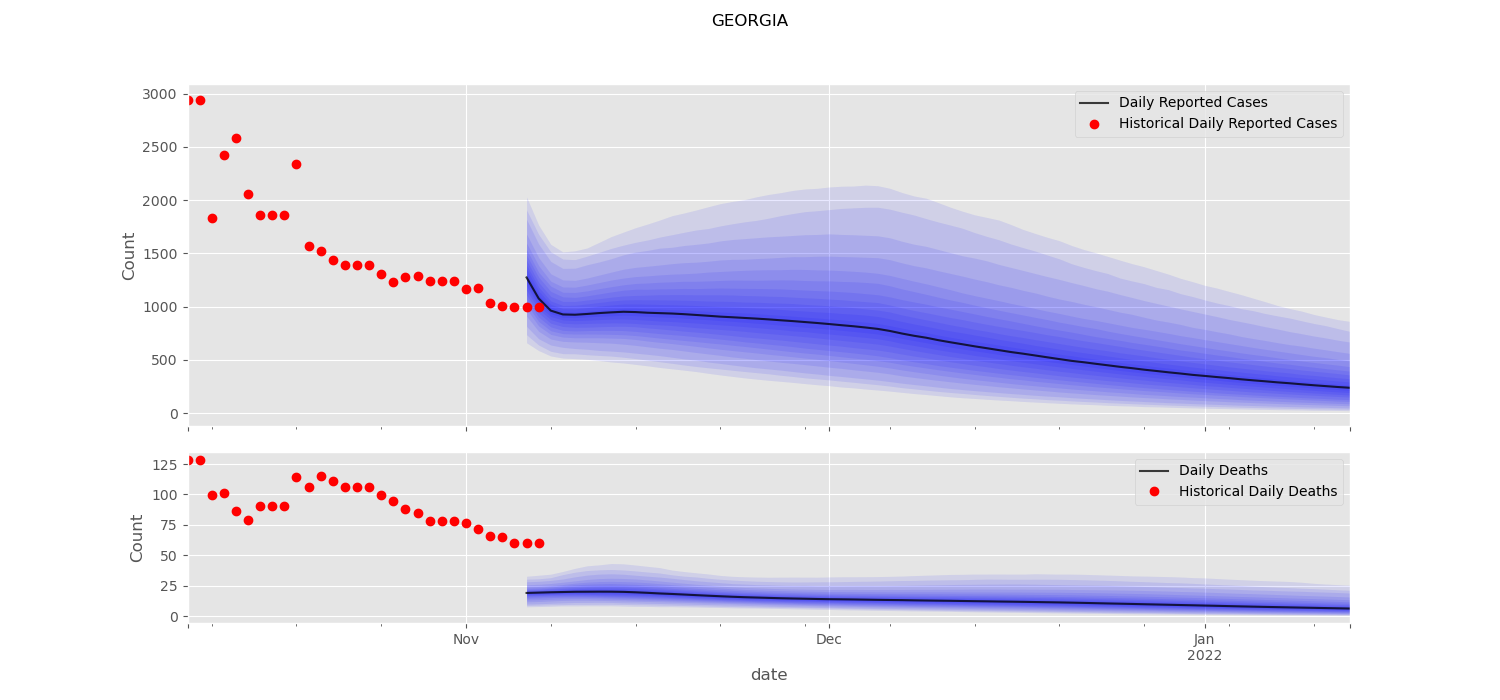 GEORGIA
3000
2500
2000
1500
1000
500
0
Count
Daily Reported Cases
Historical Daily Reported Cases
125
100
75
50
25
0
Count
Daily Deaths
Historical Daily Deaths
Nov
Dec
Jan
2022
date